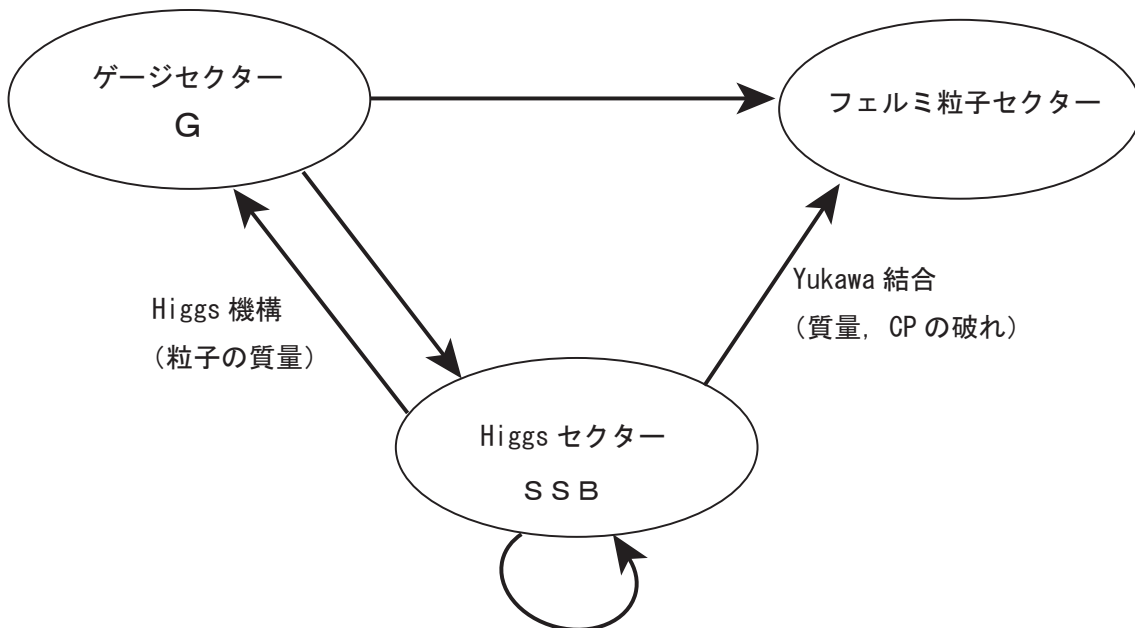 ゲージセクター
G
フェルミ粒子セクター
Higgs 機構
(粒子の質量)
Yukawa 結合
(質量, CP の破れ)
Higgs セクター
ＳＳＢ